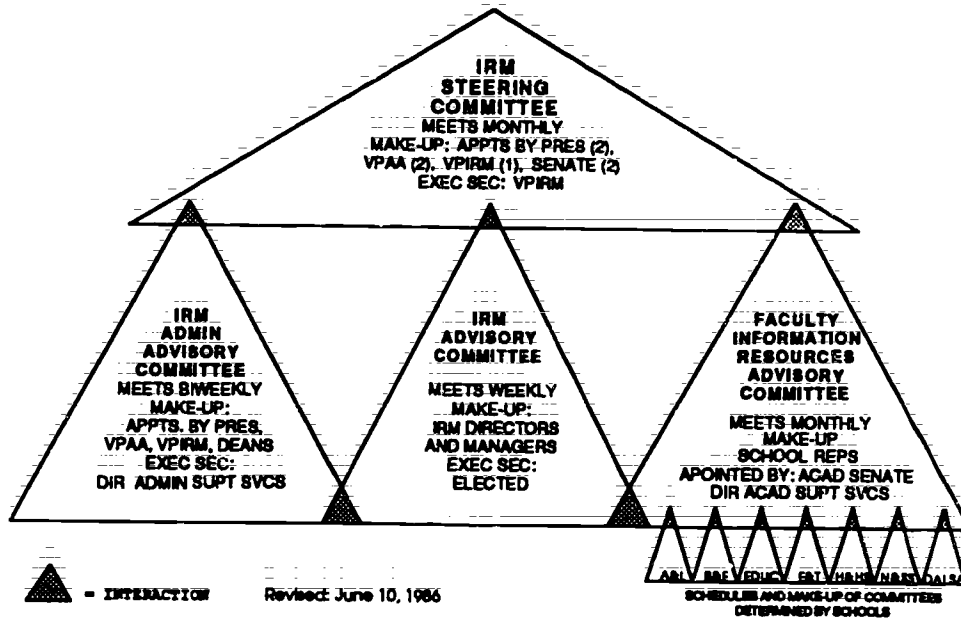 IRM
STEERING
COMMITTEE
MEETS MONTHLY
MAKE-UP: APPTS BY PRES (2),
VPAA (2), VPIRM (1), SENATE (2)
EXEC SEC: VPIRM
IRM
ADMIN
ADVISORY
COMMITTEE
MEETS BIWEEKLY
MAKE-UP:
APPTS. BY PRES,
VPAA, VPIRM, DEANS
EXEC SEC:
DIR ADMIN SUPT SVCS
IRM
ADVISORY
COMMITTEE
MEETS WEEKLY
MAKE-UP:
IRM DIRECTORS
AND MANAGERS
EXEC SEC:
ELECTED
FACULTY
INFORMATION
RESOURCES
ADVISORY
COMMITTEE
MEETS MONTHLY
MAKE-UP
SCHOOL REPS
APOINTED BY: ACAD SENATE
DIR ACAD SUPT SVCS
EDUC
E&T
SCHEDULES AND MAKE-UP OF COMMITTEES
DETERMINED BY SCHOOLS
= INTERACTION
Revised: June 10, 1986